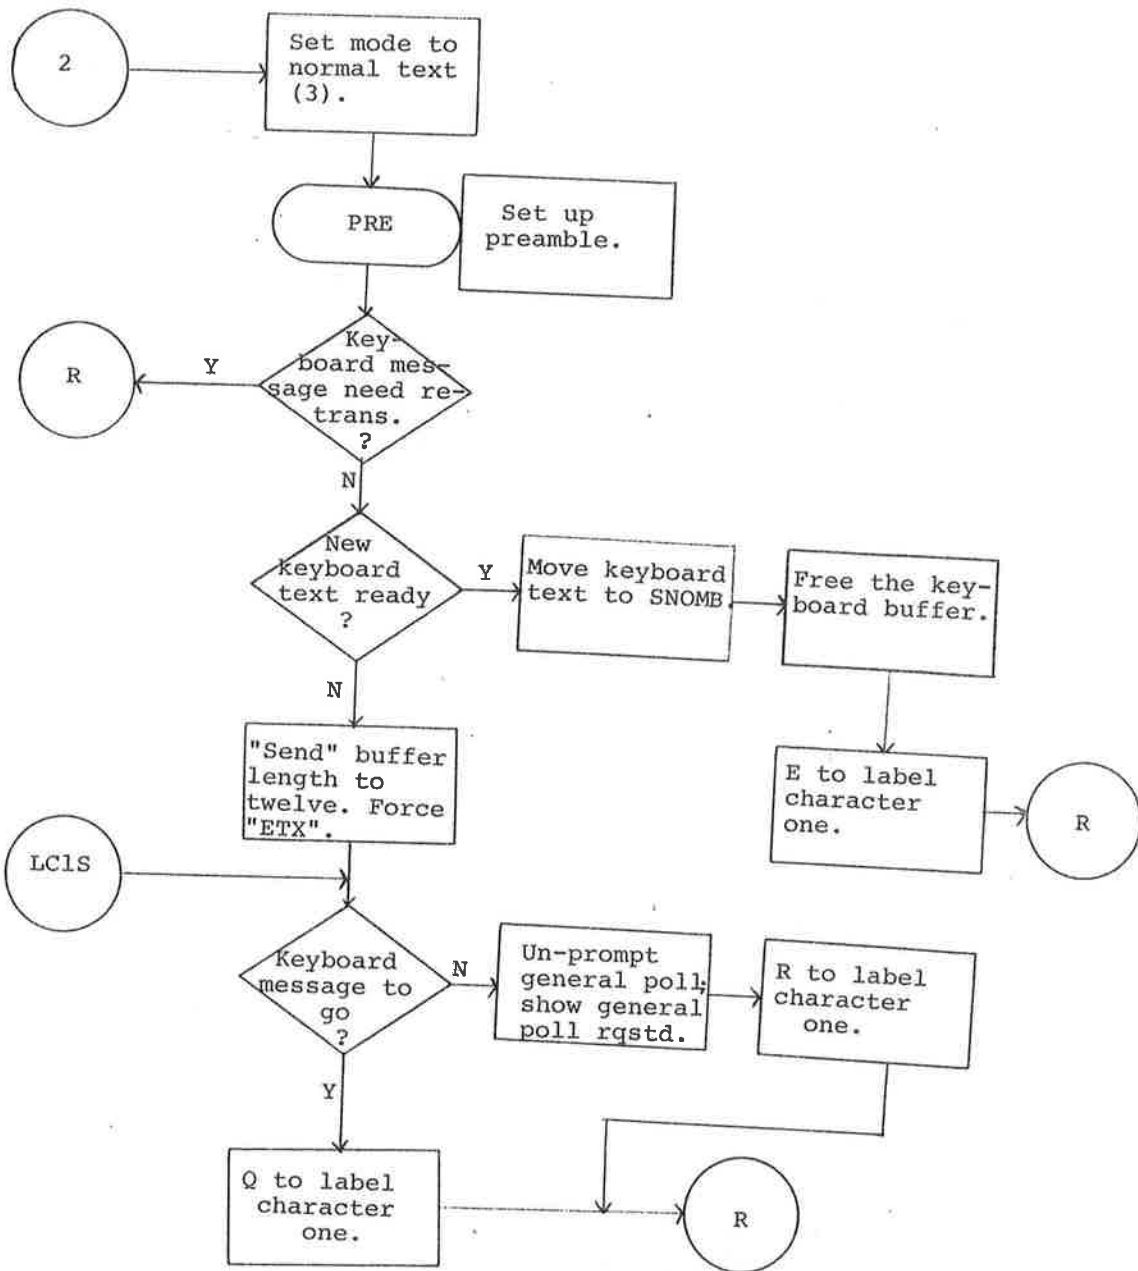 2
Set mode to
normal text
(3).
PRE
Set up
preamble.
R
Y
Key-
board mes-
sage need re-
trans.
?
N
New
keyboard
text ready
?
Y
Move keyboard
text to SNOMB.
Free the key-
board buffer.
N
"Send" buffer
length to
twelve. Force
"ETX".
E to label
character
one.
R
LC1S
Keyboard
message to
go
?
N
Un-prompt
general poll;
show general
poll rqstd.
R to label
character
one.
Y
Q to label
character
one.
R